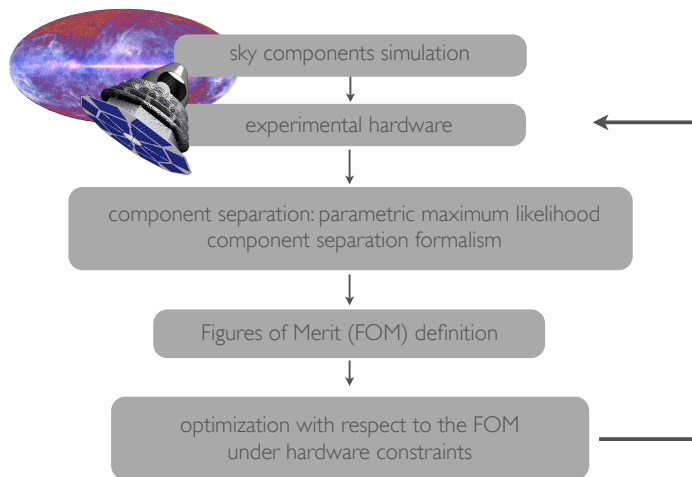 sky components simulation
experimental hardware
component separation: parametric maximum likelihood
component separation formalism
Figures of Merit (FOM) definition
optimization with respect to the FOM
under hardware constraints